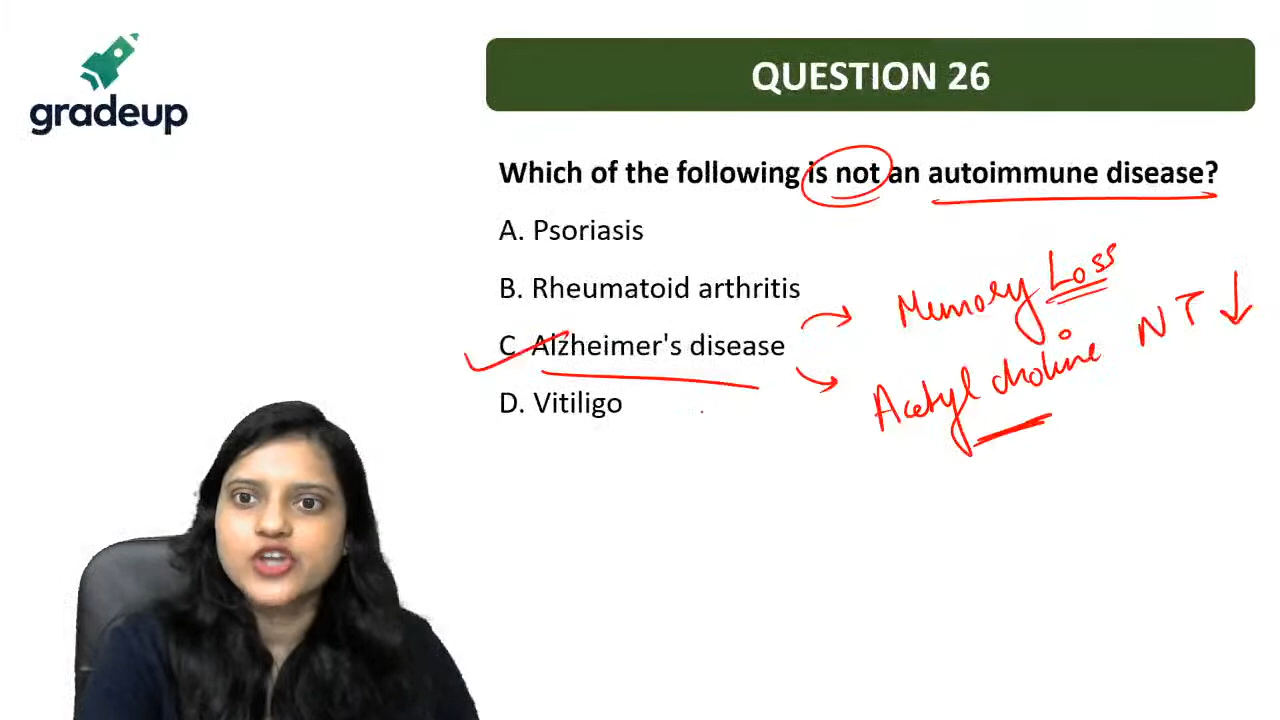 gradeup
QUESTION 26
Which of the following is not an autoimmune disease?
A. Psoriasis
B. Rheumatoid arthritis
C. Alzheimer's disease
D. Vitiligo
Memory Loss
Acetyl choline NT ↓